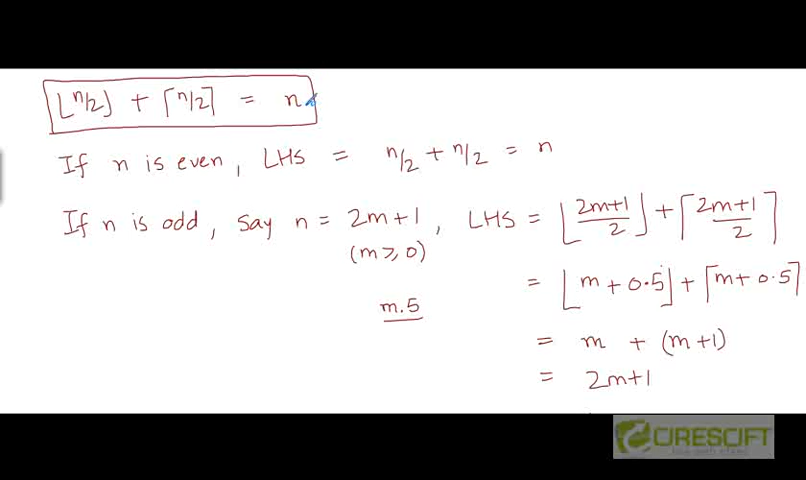 ⌊n/2⌋ + ⌈n/2⌉ = n
If n is even, LHS = n/2 + n/2 = n
If n is odd, say n = 2m+1, LHS = ⌊(2m+1)/2⌋ + ⌈(2m+1)/2⌉
(m ≥ 0)
= ⌊m + 0.5⌋ + ⌈m + 0.5⌉
m.5
= m + (m+1)
= 2m+1
CIRESCIFT